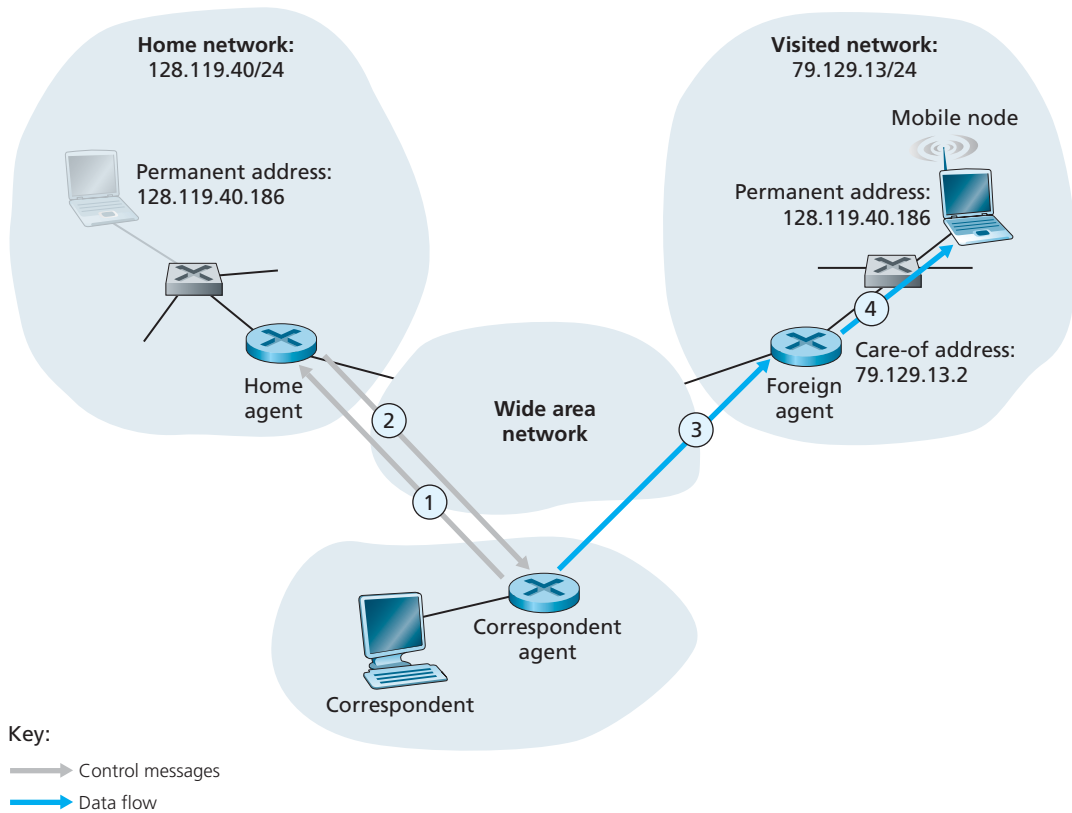 Home network:
128.119.40/24
Visited network:
79.129.13/24
Mobile node
Permanent address:
128.119.40.186
Permanent address:
128.119.40.186
4
Home
agent
Foreign
agent
Care-of address:
79.129.13.2
Wide area
network
2
3
1
Correspondent
agent
Correspondent
Key:
Control messages
Data flow